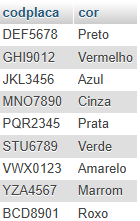 codplaca cor
DEF5678 Preto
GHI9012 Vermelho
JKL3456 Azul
MNO7890 Cinza
PQR2345 Prata
STU6789 Verde
VWX0123 Amarelo
YZA4567 Marrom
BCD8901 Roxo